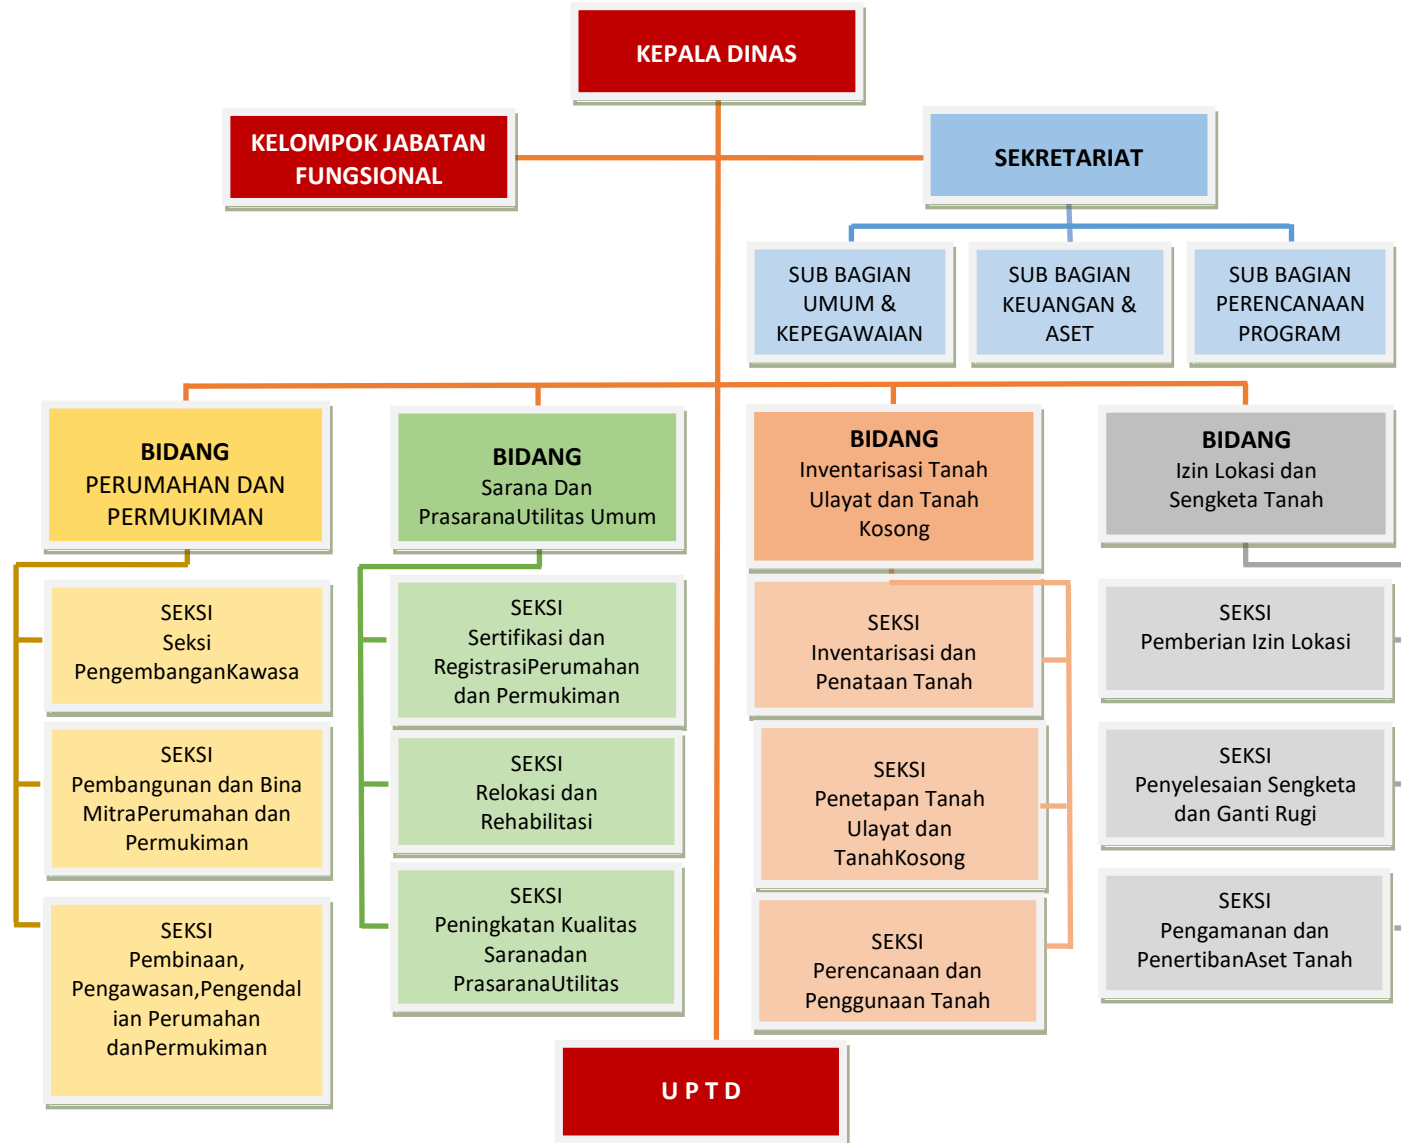 KEPALA DINAS
KELOMPOK JABATAN
FUNGSIONAL
SEKRETARIAT
SUB BAGIAN
UMUM &
KEPEGAWAIAN
SUB BAGIAN
KEUANGAN &
ASET
SUB BAGIAN
PERENCANAAN
PROGRAM
BIDANG
PERUMAHAN DAN
PERMUKIMAN
BIDANG
Sarana Dan
PrasaranaUtilitas Umum
BIDANG
Inventarisasi Tanah
Ulayat dan Tanah
Kosong
BIDANG
Izin Lokasi dan
Sengketa Tanah
SEKSI
Seksi
PengembanganKawasa
SEKSI
Pembangunan dan Bina
MitraPerumahan dan
Permukiman
SEKSI
Pembinaan,
Pengawasan,Pengendal
ian Perumahan
danPermukiman
SEKSI
Sertifikasi dan
RegistrasiPerumahan
dan Permukiman
SEKSI
Relokasi dan
Rehabilitasi
SEKSI
Peningkatan Kualitas
Saranadan
PrasaranaUtilitas
SEKSI
Inventarisasi dan
Penataan Tanah
SEKSI
Penetapan Tanah
Ulayat dan
TanahKosong
SEKSI
Perencanaan dan
Penggunaan Tanah
SEKSI
Pemberian Izin Lokasi
SEKSI
Penyelesaian Sengketa
dan Ganti Rugi
SEKSI
Pengamanan dan
PenertibanAset Tanah
U P T D